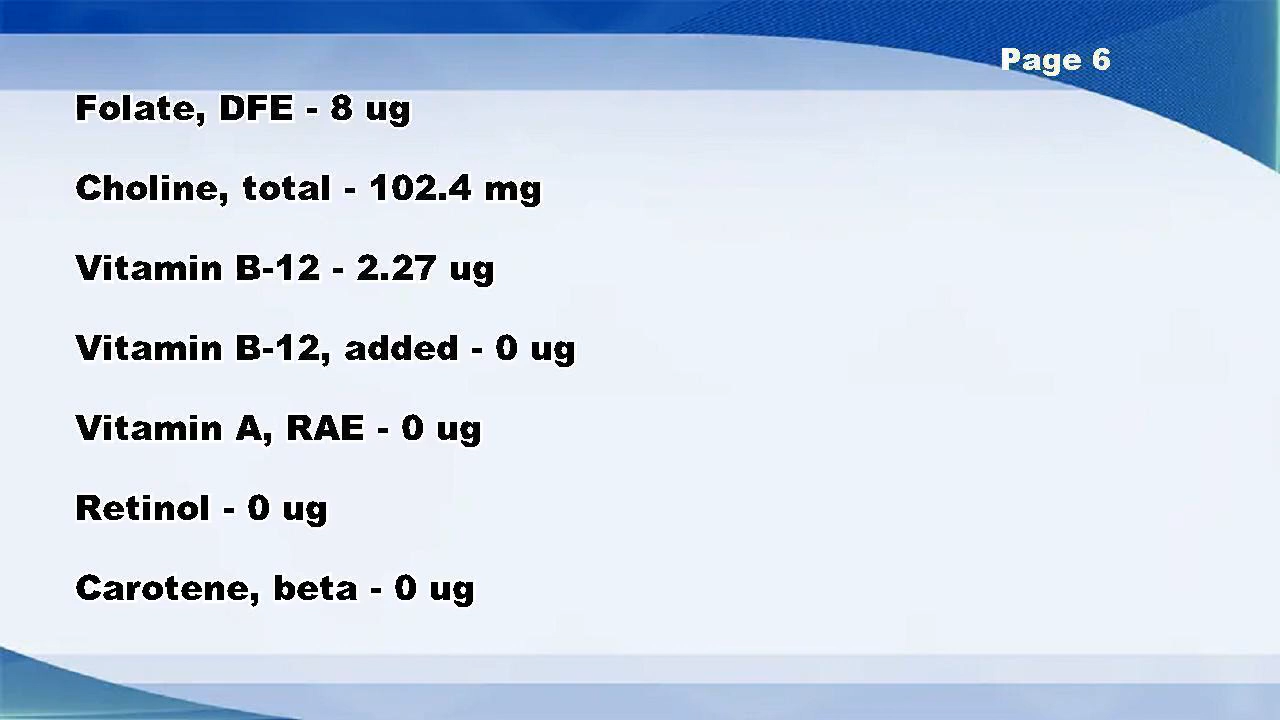 Page 6
Folate, DFE - 8 ug
Choline, total - 102.4 mg
Vitamin B-12 - 2.27 ug
Vitamin B-12, added - 0 ug
Vitamin A, RAE - 0 ug
Retinol - 0 ug
Carotene, beta - 0 ug